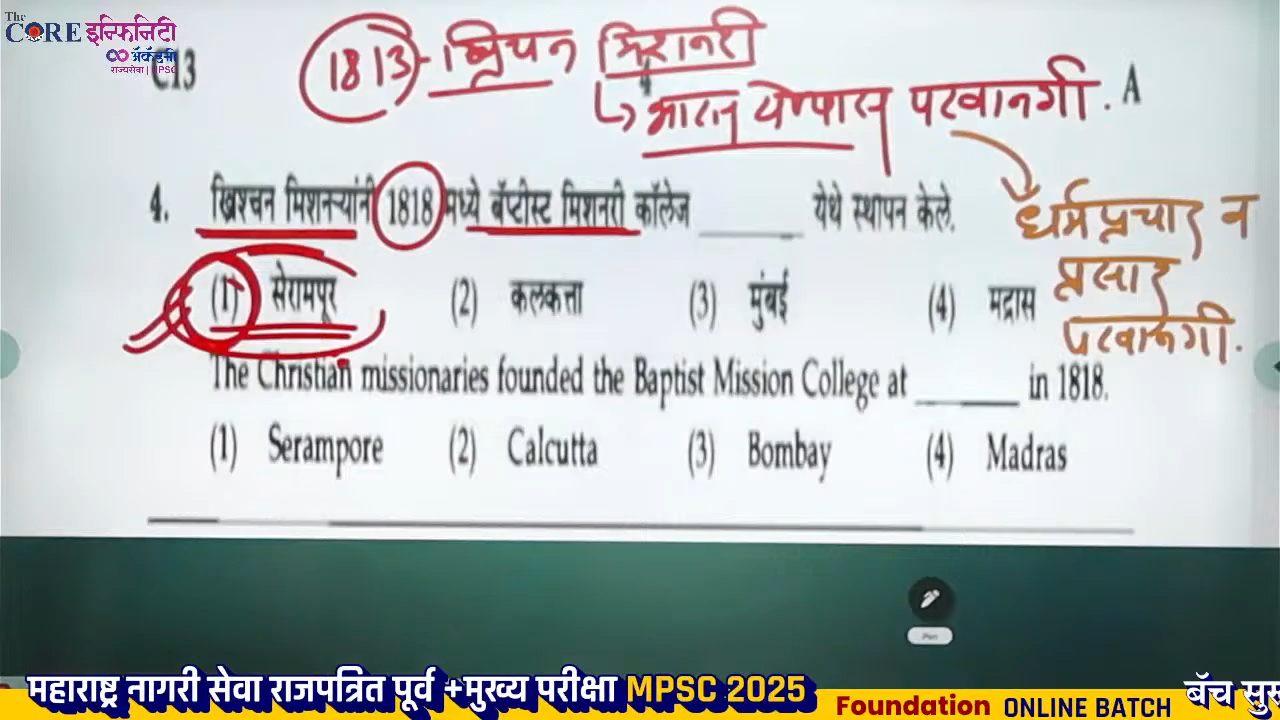 The
CORE इन्फिनिटी
अ‍ॅकॅडमी
राज्यसेवा | MPSC
C13
1813 - ख्रिश्चन मिशनरी
↳ भारत येण्यास परवानगी. A
4. ख्रिश्चन मिशनऱ्यांनी 1818 मध्ये बॅप्टीस्ट मिशनरी कॉलेज ________ येथे स्थापन केले.
धर्मप्रचार व
प्रसार
परवानगी.
(1) सेरामपूर (2) कलकत्ता (3) मुंबई (4) मद्रास
The Christian missionaries founded the Baptist Mission College at ________ in 1818.
(1) Serampore (2) Calcutta (3) Bombay (4) Madras
Pen
महाराष्ट्र नागरी सेवा राजपत्रित पूर्व +मुख्य परीक्षा MPSC 2025
Foundation ONLINE BATCH
बॅच सुरु